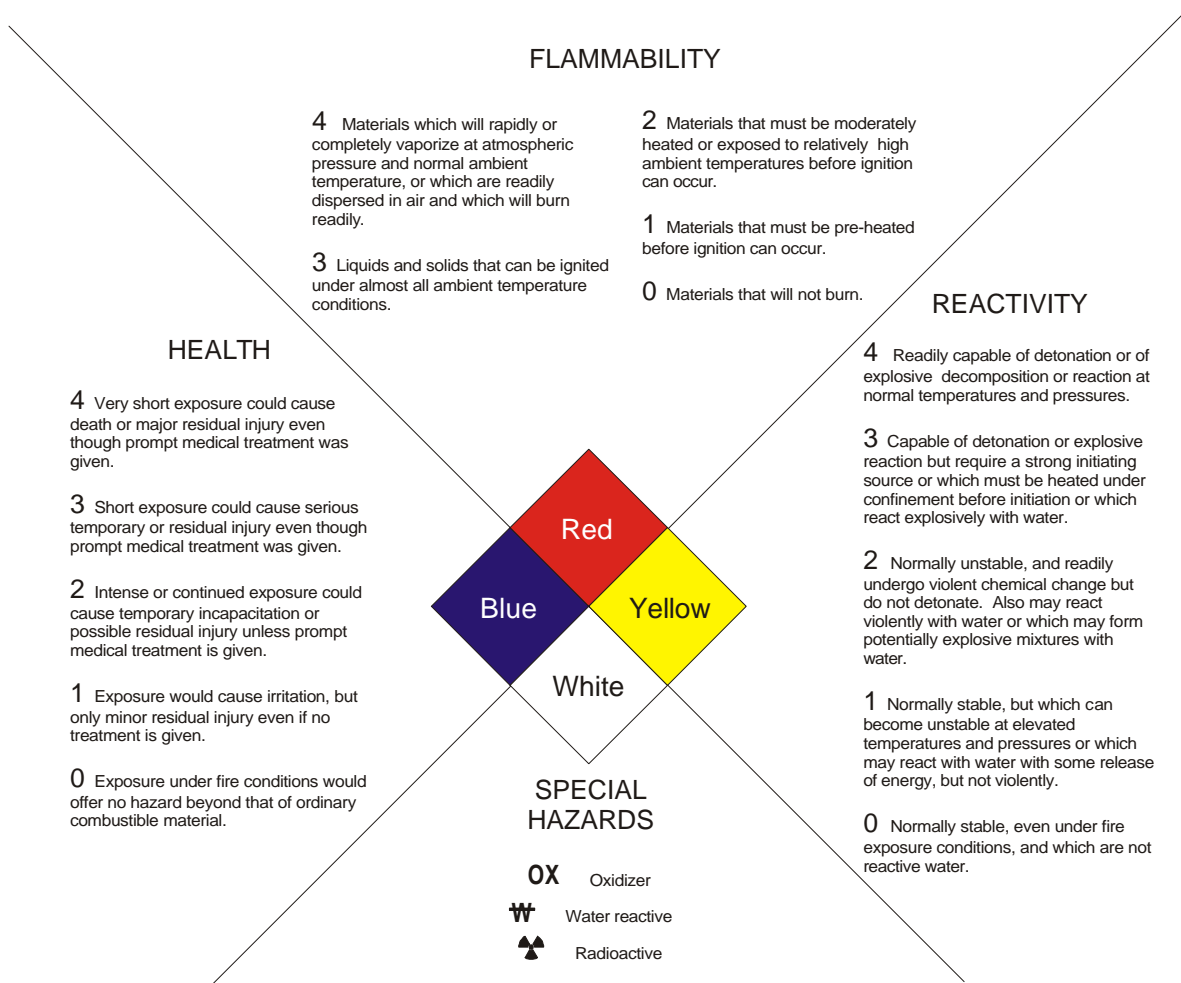 FLAMMABILITY
4 Materials which will rapidly or
completely vaporize at atmospheric
pressure and normal ambient
temperature, or which are readily
dispersed in air and which will burn
readily.
3 Liquids and solids that can be ignited
under almost all ambient temperature
conditions.
2 Materials that must be moderately
heated or exposed to relatively high
ambient temperatures before ignition
can occur.
1 Materials that must be pre-heated
before ignition can occur.
0 Materials that will not burn.
HEALTH
4 Very short exposure could cause
death or major residual injury even
though prompt medical treatment was
given.
3 Short exposure could cause serious
temporary or residual injury even though
prompt medical treatment was given.
2 Intense or continued exposure could
cause temporary incapacitation or
possible residual injury unless prompt
medical treatment is given.
1 Exposure would cause irritation, but
only minor residual injury even if no
treatment is given.
0 Exposure under fire conditions would
offer no hazard beyond that of ordinary
combustible material.
Red
Blue
Yellow
White
REACTIVITY
4 Readily capable of detonation or of
explosive decomposition or reaction at
normal temperatures and pressures.
3 Capable of detonation or explosive
reaction but require a strong initiating
source or which must be heated under
confinement before initiation or which
react explosively with water.
2 Normally unstable, and readily
undergo violent chemical change but
do not detonate. Also may react
violently with water or which may form
potentially explosive mixtures with
water.
1 Normally stable, but which can
become unstable at elevated
temperatures and pressures or which
may react with water with some release
of energy, but not violently.
0 Normally stable, even under fire
exposure conditions, and which are not
reactive water.
SPECIAL
HAZARDS
OX Oxidizer
W Water reactive
Radioactive